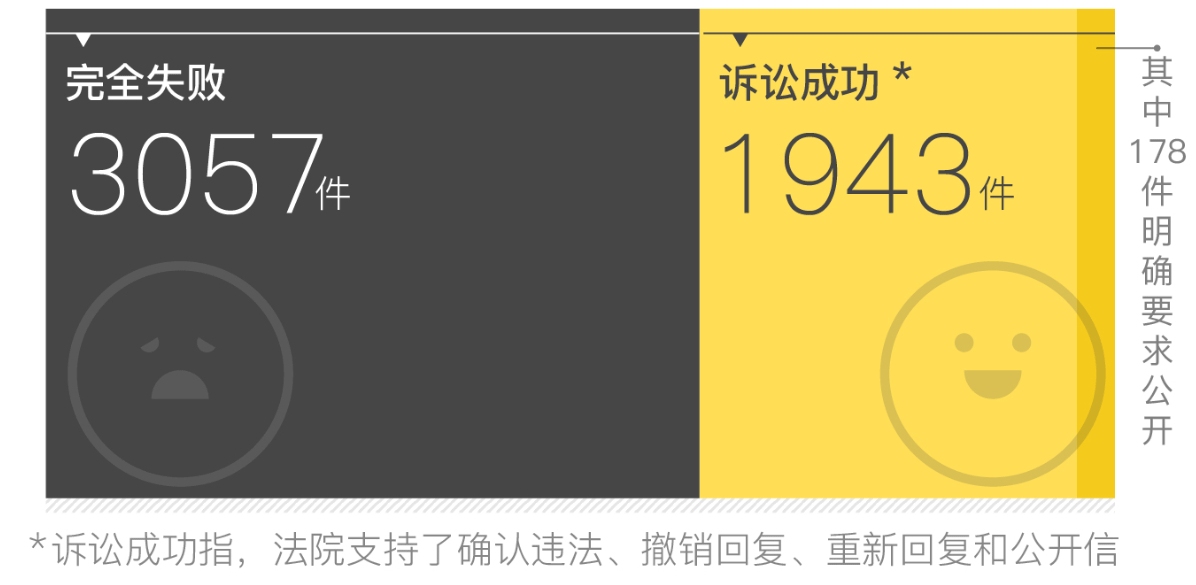 完全失败
3057件
诉讼成功 *
1943件
其中178件明确要求公开
*诉讼成功指，法院支持了确认违法、撤销回复、重新回复和公开信